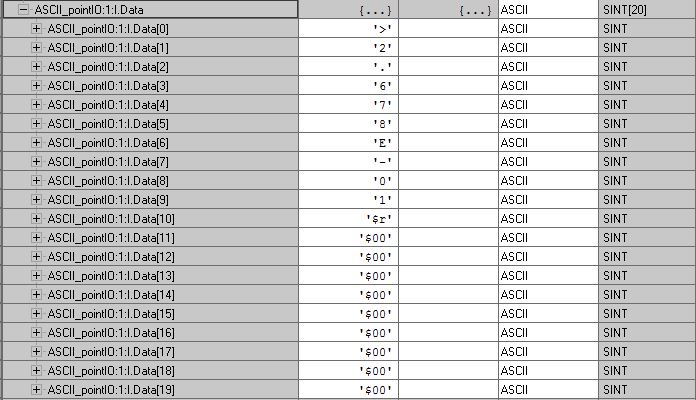 ASCII_pointIO:1:I.Data {...} {...} ASCII SINT[20]
ASCII_pointIO:1:I.Data[0] '>' ASCII SINT
ASCII_pointIO:1:I.Data[1] '2' ASCII SINT
ASCII_pointIO:1:I.Data[2] '.' ASCII SINT
ASCII_pointIO:1:I.Data[3] '6' ASCII SINT
ASCII_pointIO:1:I.Data[4] '7' ASCII SINT
ASCII_pointIO:1:I.Data[5] '8' ASCII SINT
ASCII_pointIO:1:I.Data[6] 'E' ASCII SINT
ASCII_pointIO:1:I.Data[7] '-' ASCII SINT
ASCII_pointIO:1:I.Data[8] '0' ASCII SINT
ASCII_pointIO:1:I.Data[9] '1' ASCII SINT
ASCII_pointIO:1:I.Data[10] '$r' ASCII SINT
ASCII_pointIO:1:I.Data[11] '$00' ASCII SINT
ASCII_pointIO:1:I.Data[12] '$00' ASCII SINT
ASCII_pointIO:1:I.Data[13] '$00' ASCII SINT
ASCII_pointIO:1:I.Data[14] '$00' ASCII SINT
ASCII_pointIO:1:I.Data[15] '$00' ASCII SINT
ASCII_pointIO:1:I.Data[16] '$00' ASCII SINT
ASCII_pointIO:1:I.Data[17] '$00' ASCII SINT
ASCII_pointIO:1:I.Data[18] '$00' ASCII SINT
ASCII_pointIO:1:I.Data[19] '$00' ASCII SINT